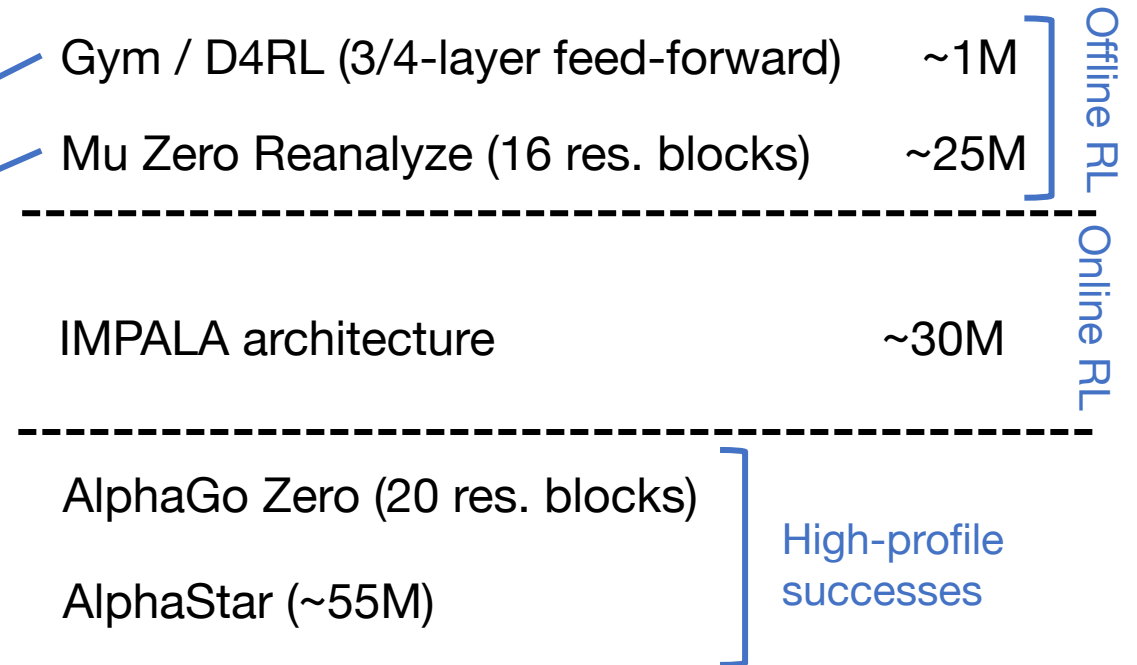 Gym / D4RL (3/4-layer feed-forward) ~1M
Mu Zero Reanalyze (16 res. blocks) ~25M
Offline RL
IMPALA architecture ~30M
Online RL
AlphaGo Zero (20 res. blocks)
AlphaStar (~55M)
High-profile
successes